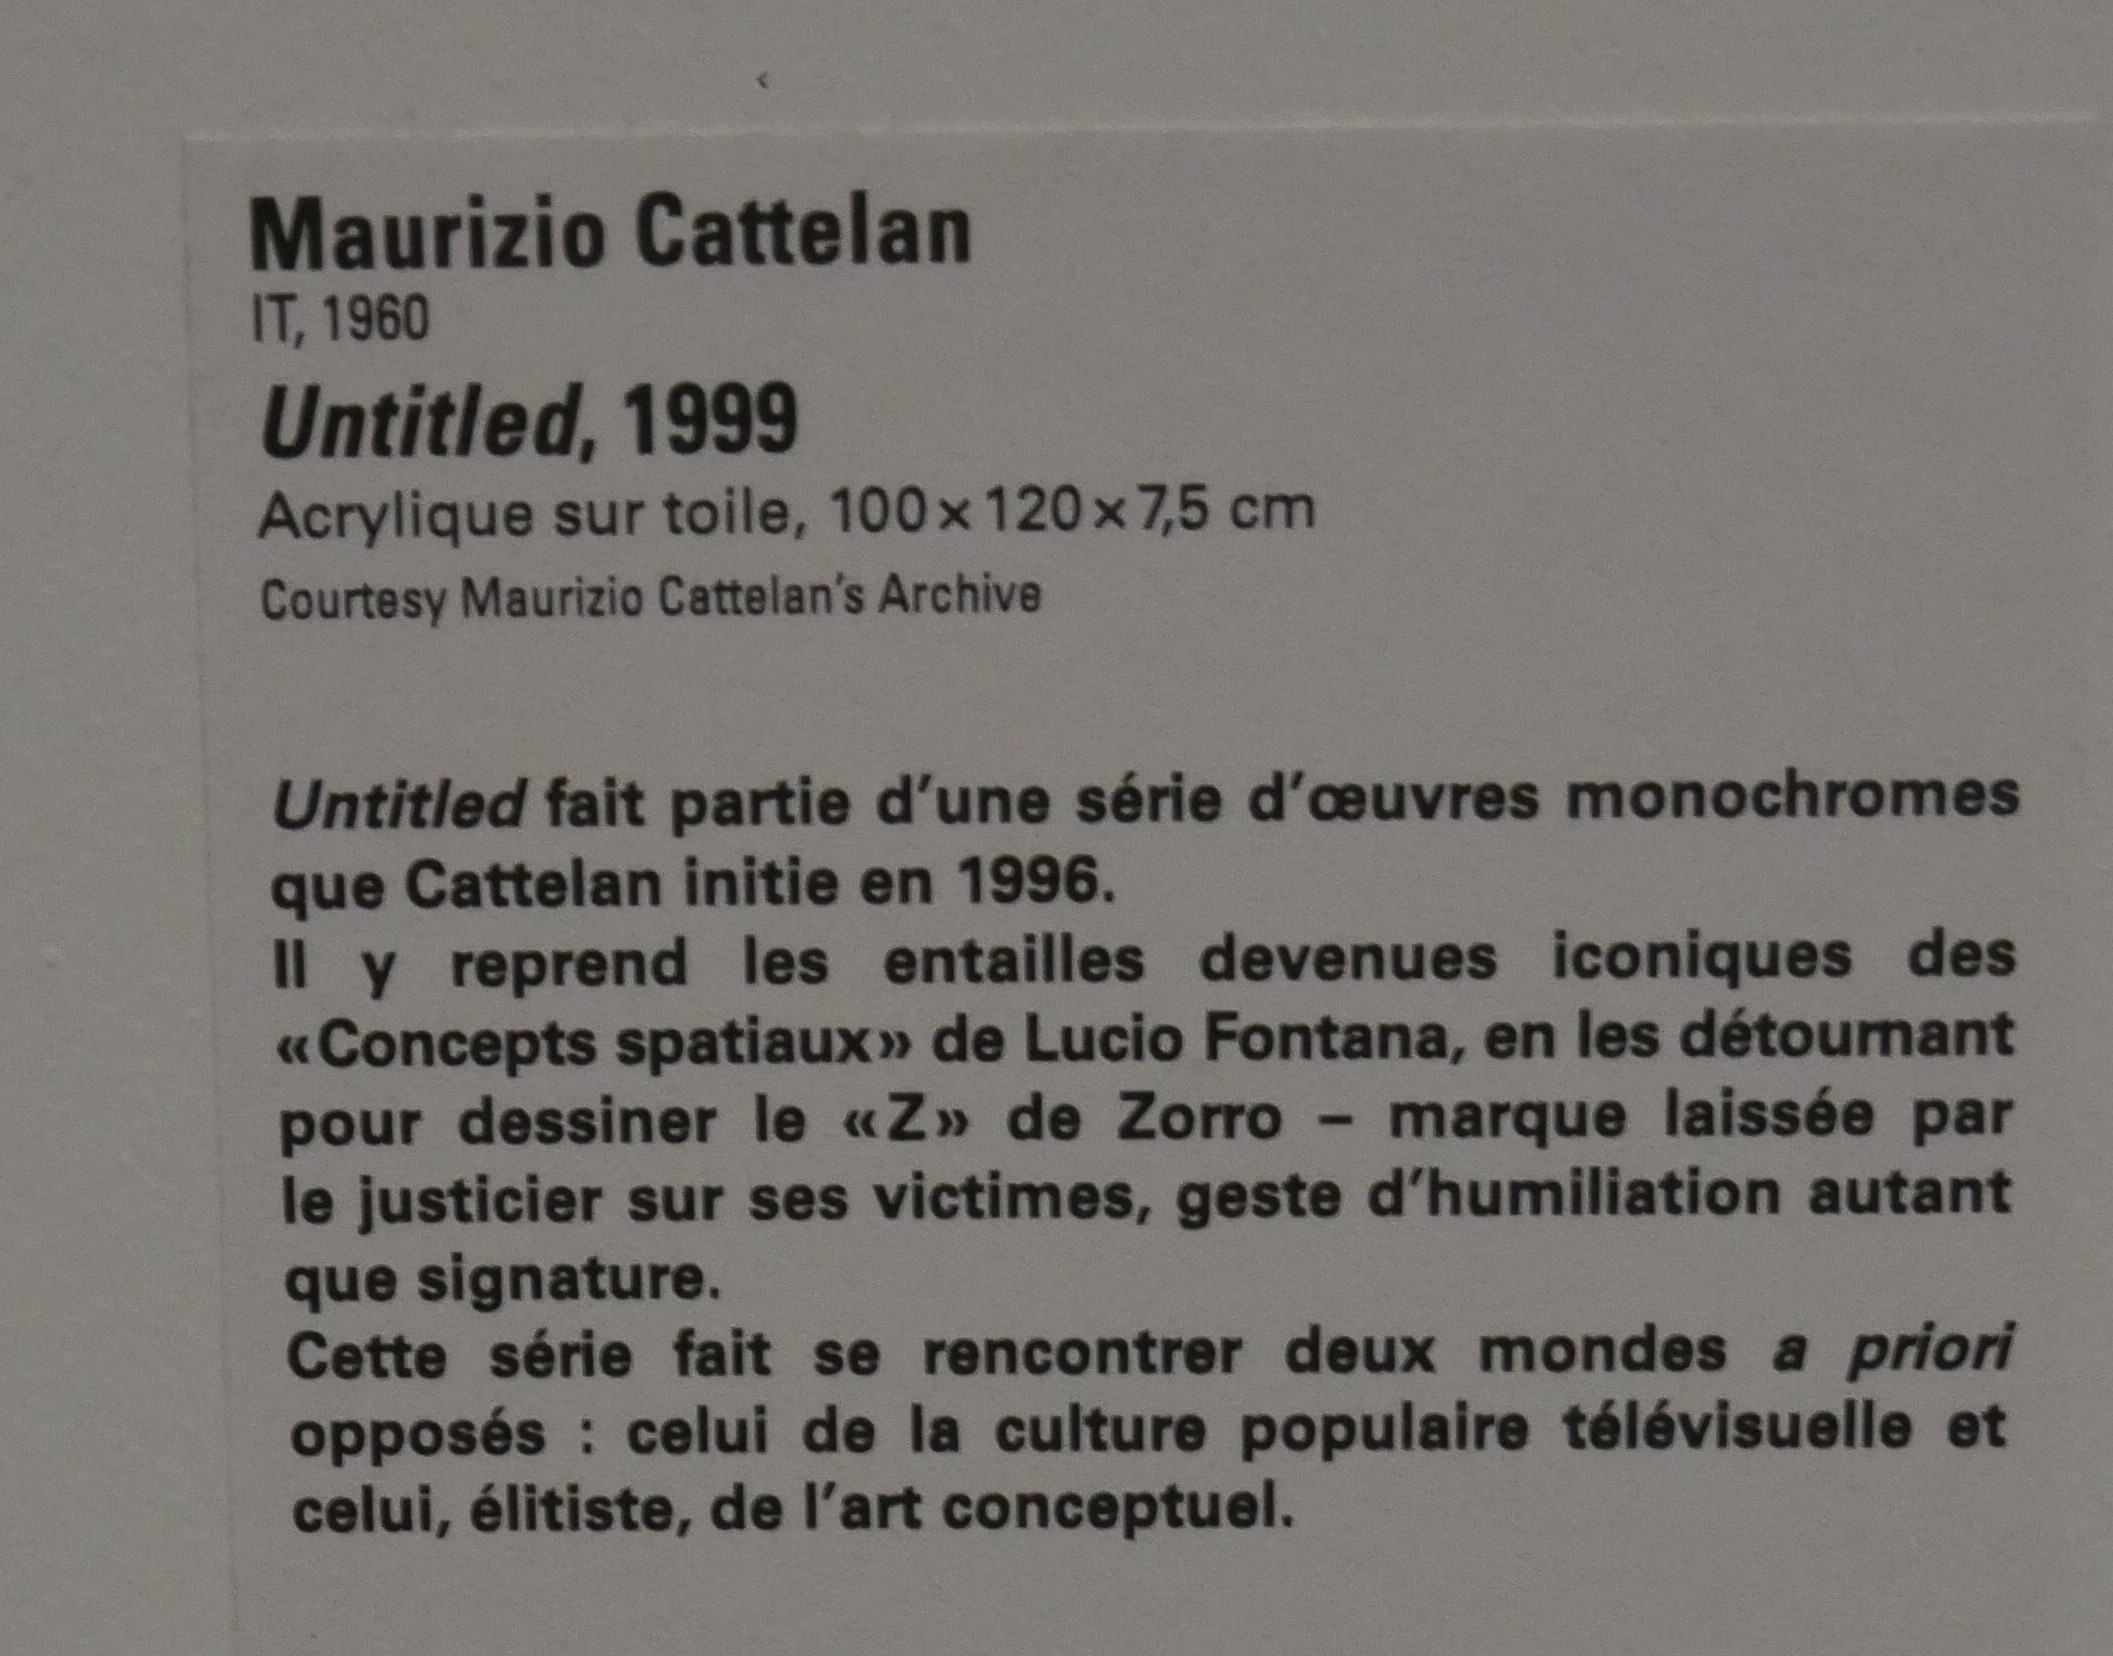 Maurizio Cattelan
IT, 1960
Untitled, 1999
Acrylique sur toile, 100 × 120 × 7,5 cm
Courtesy Maurizio Cattelan's Archive
Untitled fait partie d'une série d'œuvres monochromes
que Cattelan initie en 1996.
Il y reprend les entailles devenues iconiques des
«Concepts spatiaux» de Lucio Fontana, en les détournant
pour dessiner le «Z» de Zorro – marque laissée par
le justicier sur ses victimes, geste d'humiliation autant
que signature.
Cette série fait se rencontrer deux mondes a priori
opposés : celui de la culture populaire télévisuelle et
celui, élitiste, de l'art conceptuel.